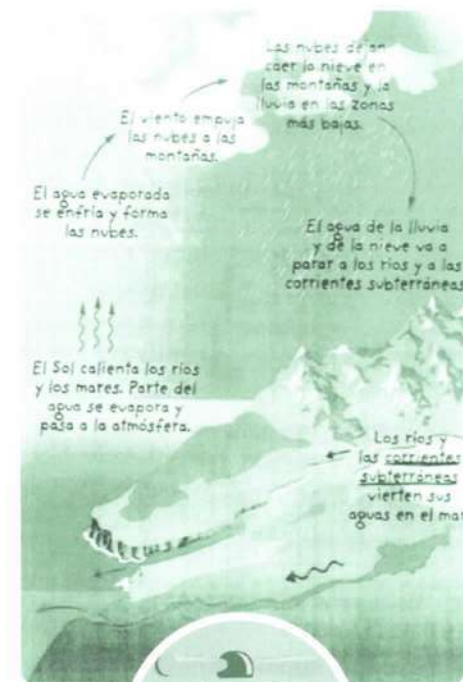 Las nubes dejan
caer la nieve en
las montañas y la
lluvia en las zonas
más bajas.
El viento empuja
las nubes a las
montañas.
El agua evaporada
se enfría y forma
las nubes.
El agua de la lluvia
y de la nieve va a
parar a los ríos y a las
corrientes subterráneas
El Sol calienta los ríos
y los mares. Parte del
agua se evapora y
pasa a la atmósfera.
Los ríos y
las corrientes
subterráneas
vierten sus
aguas en el mar